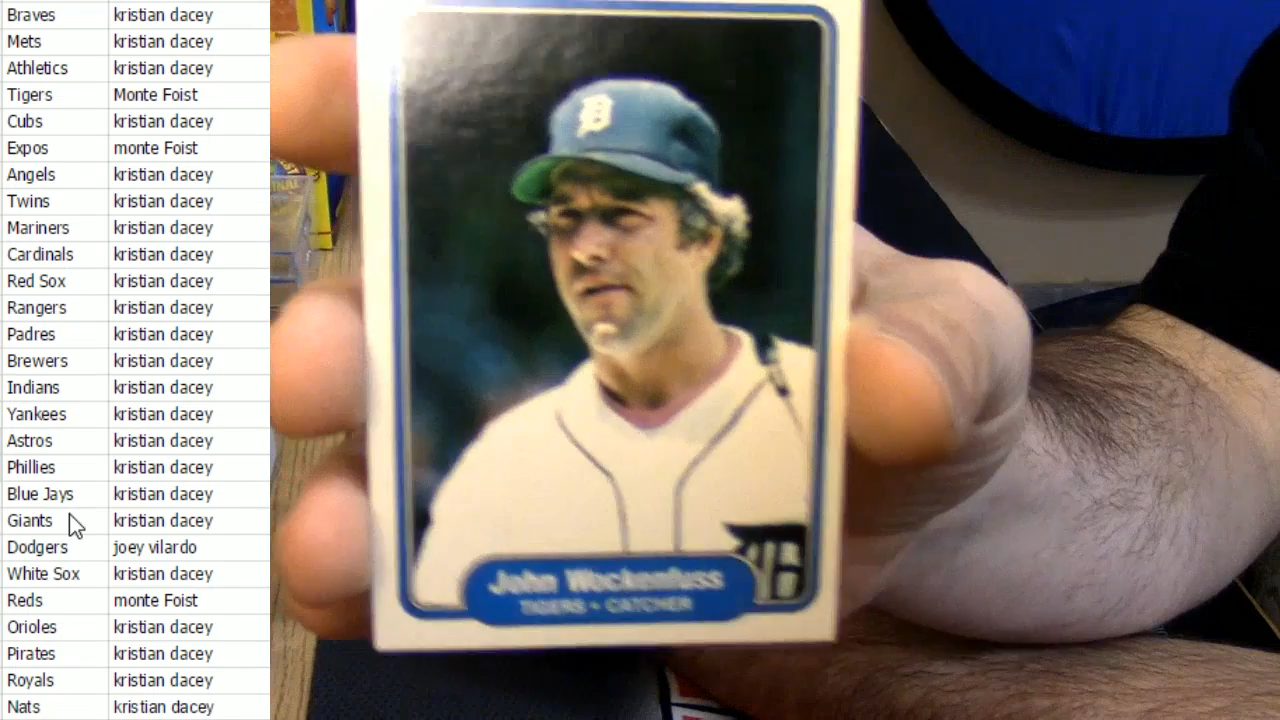 Braves kristian dacey
Mets kristian dacey
Athletics kristian dacey
Tigers Monte Foist
Cubs kristian dacey
Expos monte Foist
Angels kristian dacey
Twins kristian dacey
Mariners kristian dacey
Cardinals kristian dacey
Red Sox kristian dacey
Rangers kristian dacey
Padres kristian dacey
Brewers kristian dacey
Indians kristian dacey
Yankees kristian dacey
Astros kristian dacey
Phillies kristian dacey
Blue Jays kristian dacey
Giants kristian dacey
Dodgers joey vilardo
White Sox kristian dacey
Reds monte Foist
Orioles kristian dacey
Pirates kristian dacey
Royals kristian dacey
Nats kristian dacey
D
John Wockenfuss
TIGERS • CATCHER